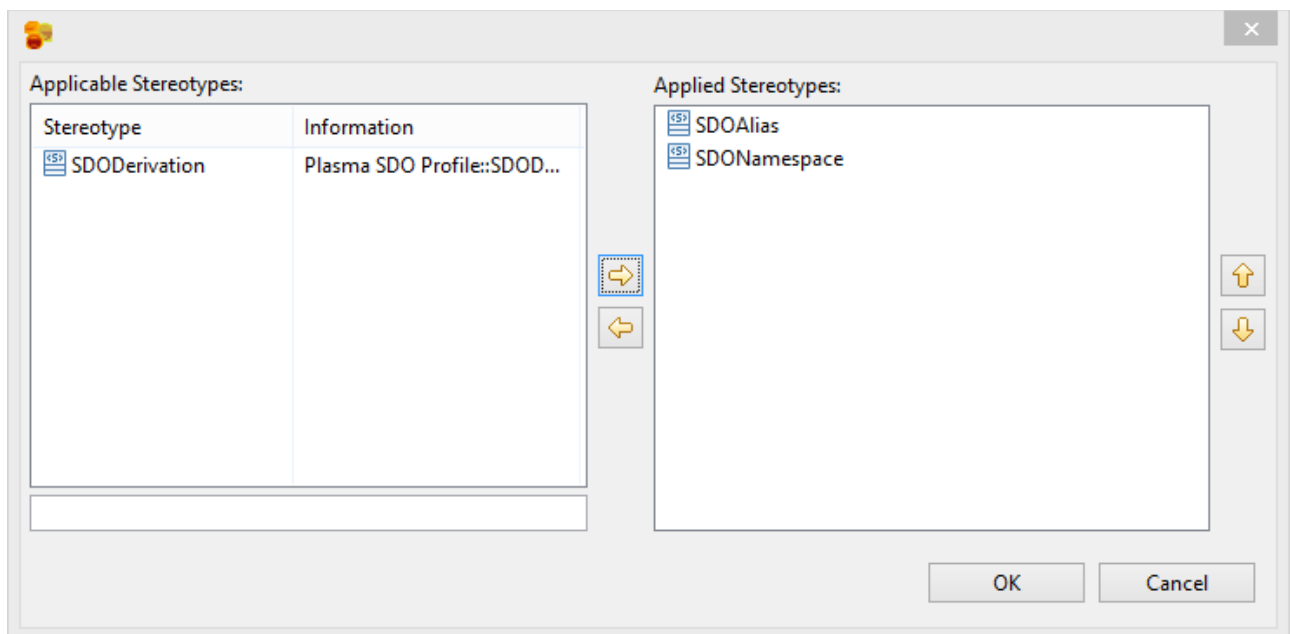 Applicable Stereotypes:
Stereotype Information
SDODerivation Plasma SDO Profile::SDOD...
Applied Stereotypes:
SDOAlias
SDONamespace
OK Cancel